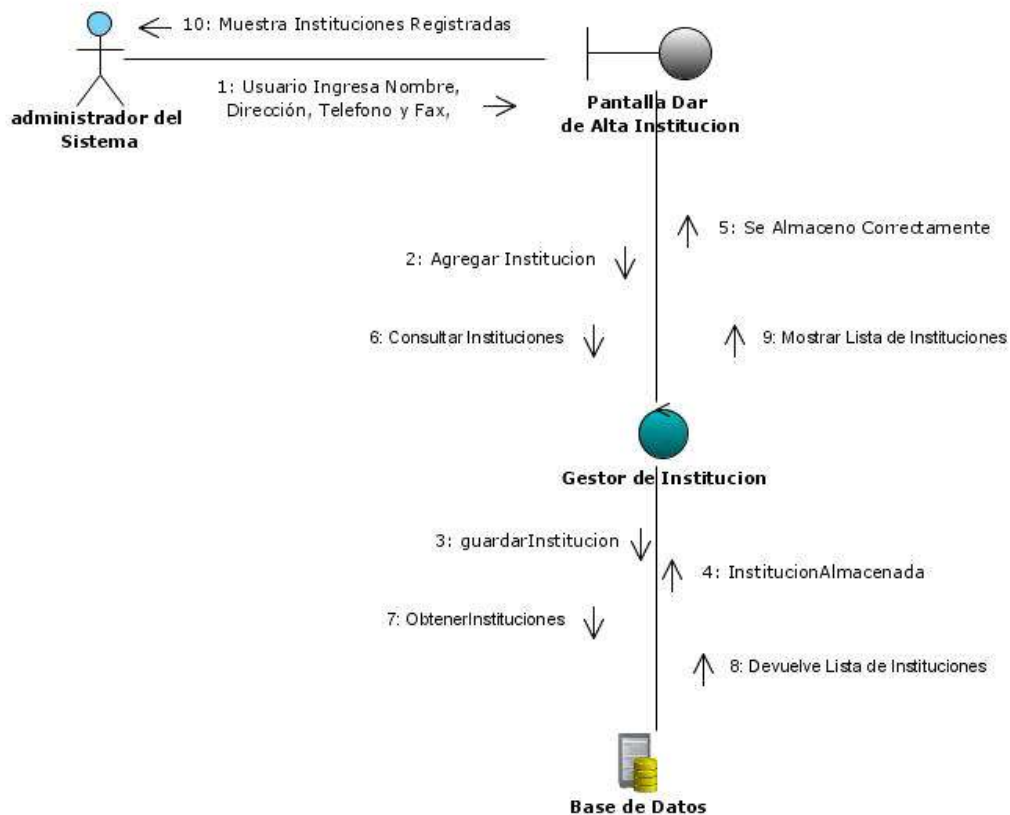 10: Muestra Instituciones Registradas
1: Usuario Ingresa Nombre,
Dirección, Telefono y Fax,
administrador del
Sistema
Pantalla Dar
de Alta Institucion
5: Se Almaceno Correctamente
2: Agregar Institucion
6: Consultar Instituciones
9: Mostrar Lista de Instituciones
Gestor de Institucion
3: guardarInstitucion
4: InstitucionAlmacenada
7: ObtenerInstituciones
8: Devuelve Lista de Instituciones
Base de Datos